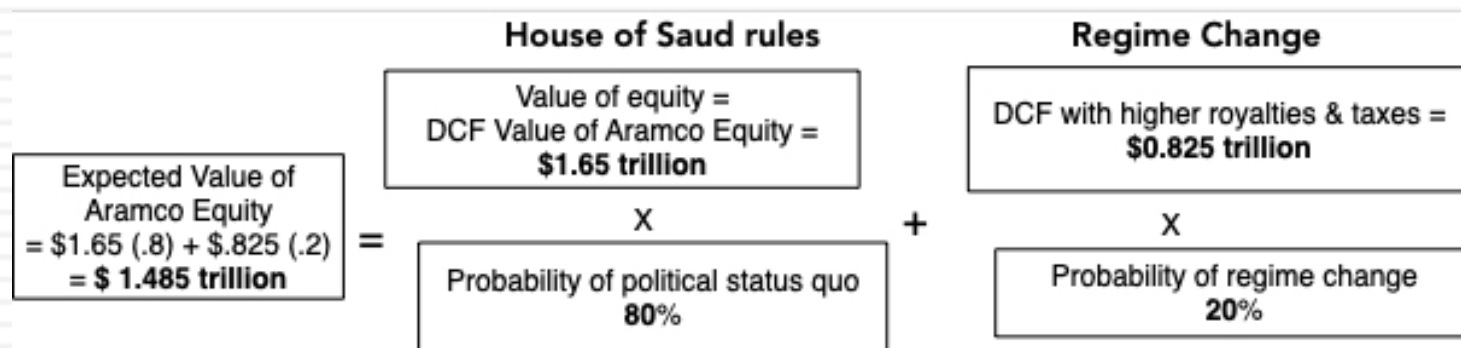 House of Saud rules
Regime Change
Value of equity =
DCF Value of Aramco Equity =
$1.65 trillion
DCF with higher royalties & taxes =
$0.825 trillion
Expected Value of
Aramco Equity
= $1.65 (.8) + $.825 (.2)
= $ 1.485 trillion
=
X
+
X
Probability of political status quo
80%
Probability of regime change
20%